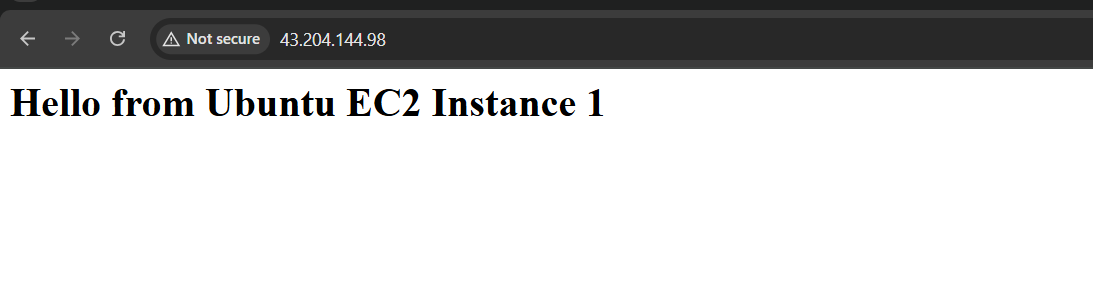 Not secure 43.204.144.98
Hello from Ubuntu EC2 Instance 1